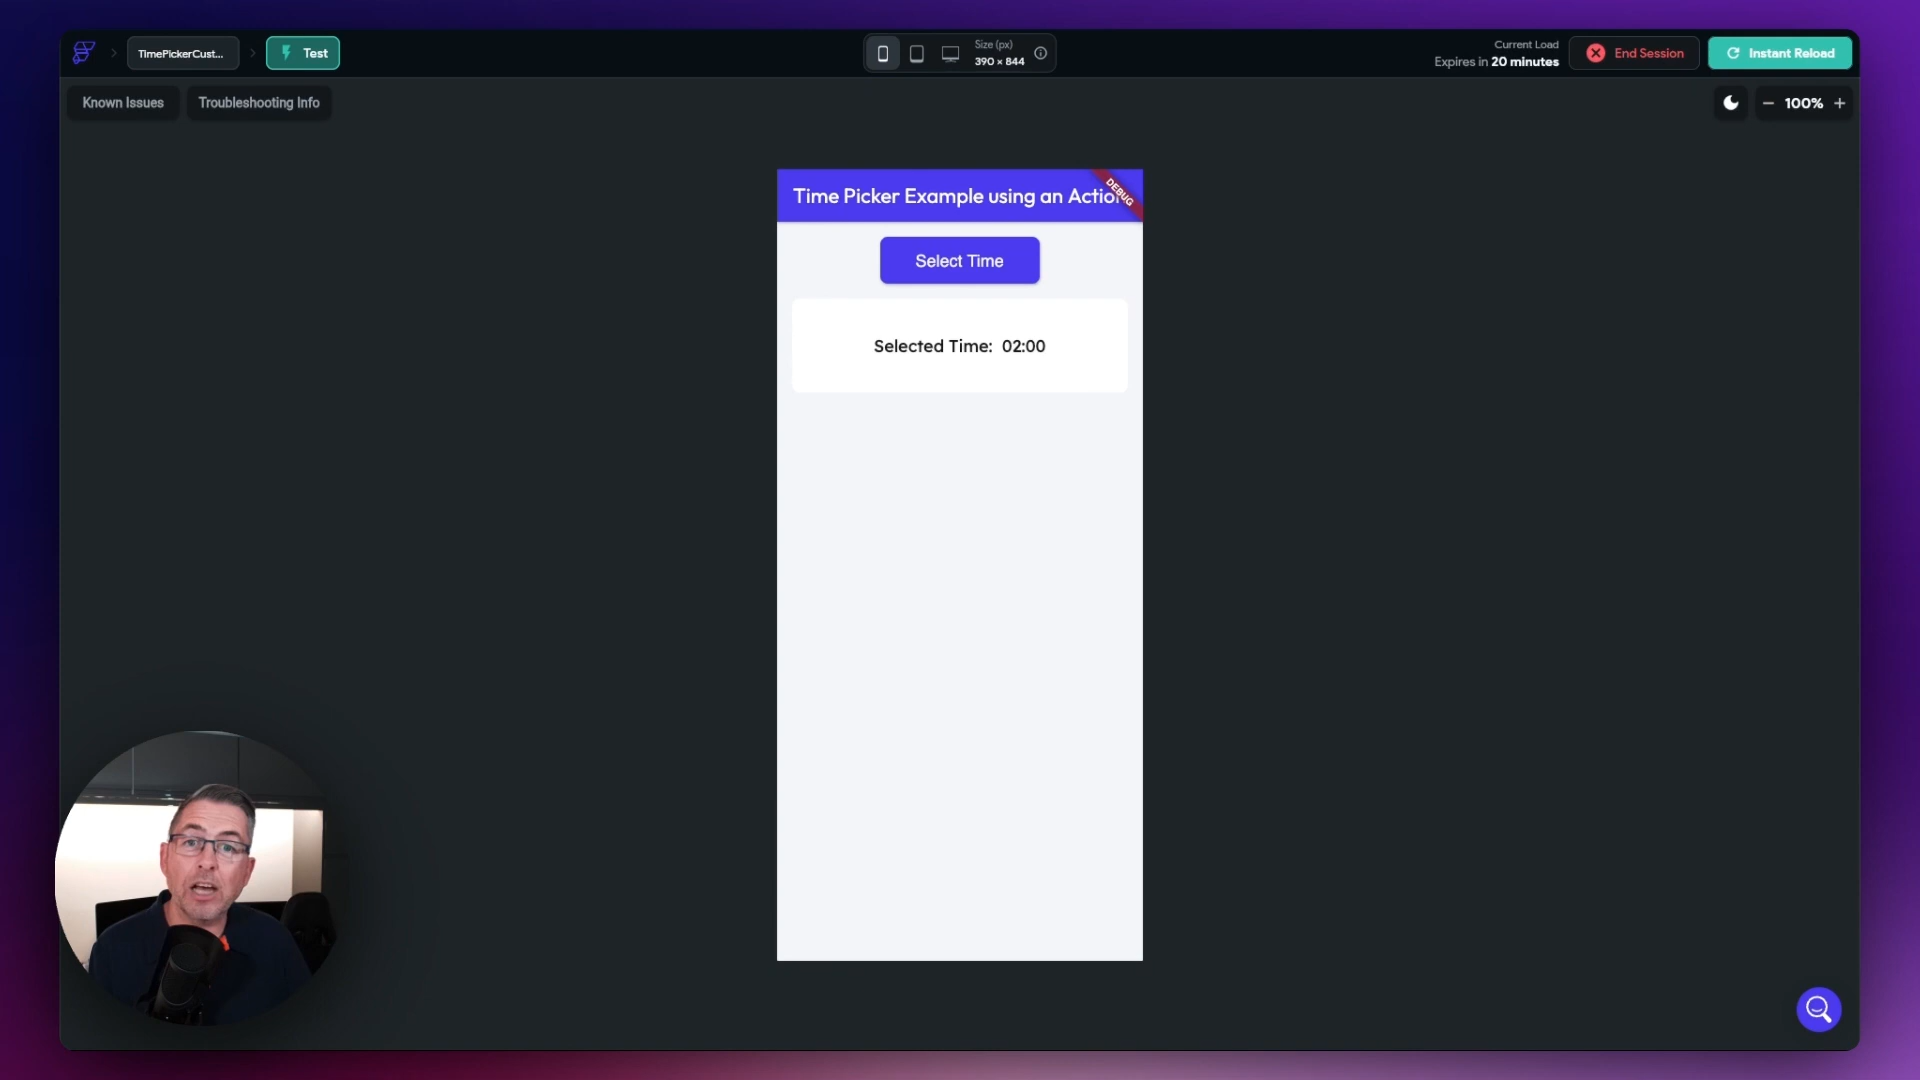 TimePickerCust...
Test
Size (px)
390 × 844
Current Load
Expires in 20 minutes
End Session
Instant Reload
Known Issues
Troubleshooting Info
100%
Time Picker Example using an Action
DEBUG
Select Time
Selected Time: 02:00